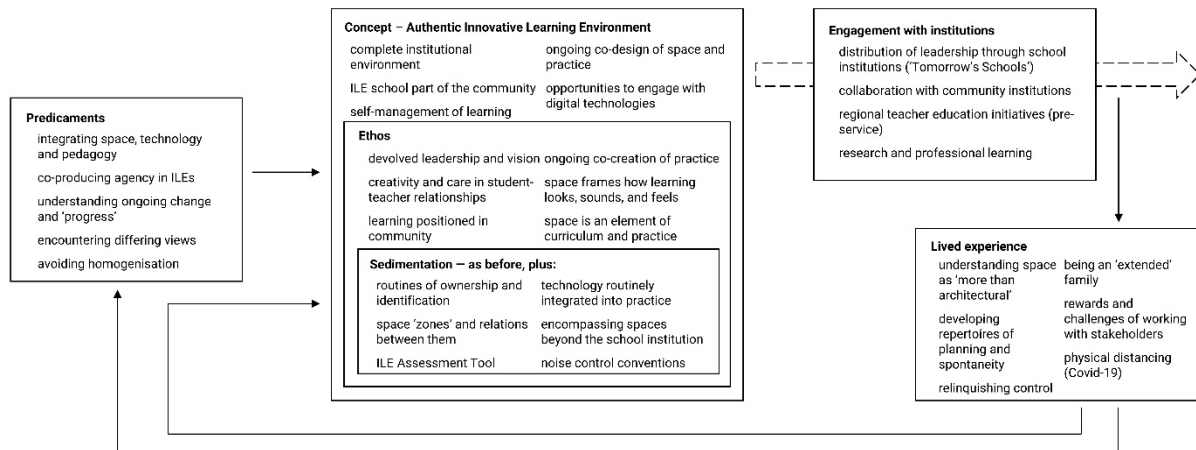 Predicaments
integrating space, technology
and pedagogy
co-producing agency in ILEs
understanding ongoing change
and ‘progress’
encountering differing views
avoiding homogenisation
Concept – Authentic Innovative Learning Environment
complete institutional
environment
ILE school part of the community
self-management of learning
ongoing co-design of space and
practice
opportunities to engage with
digital technologies
Ethos
devolved leadership and vision
creativity and care in student-
teacher relationships
learning positioned in
community
ongoing co-creation of practice
space frames how learning
looks, sounds, and feels
space is an element of
curriculum and practice
Sedimentation — as before, plus:
routines of ownership and
identification
space ‘zones’ and relations
between them
ILE Assessment Tool
technology routinely
integrated into practice
encompassing spaces
beyond the school institution
noise control conventions
Engagement with institutions
distribution of leadership through school
institutions (‘Tomorrow’s Schools’)
collaboration with community institutions
regional teacher education initiatives (pre-
service)
research and professional learning
Lived experience
understanding space
as ‘more than
architectural’
developing
repertoires of
planning and
spontaneity
relinquishing control
being an ‘extended’
family
rewards and
challenges of working
with stakeholders
physical distancing
(Covid-19)